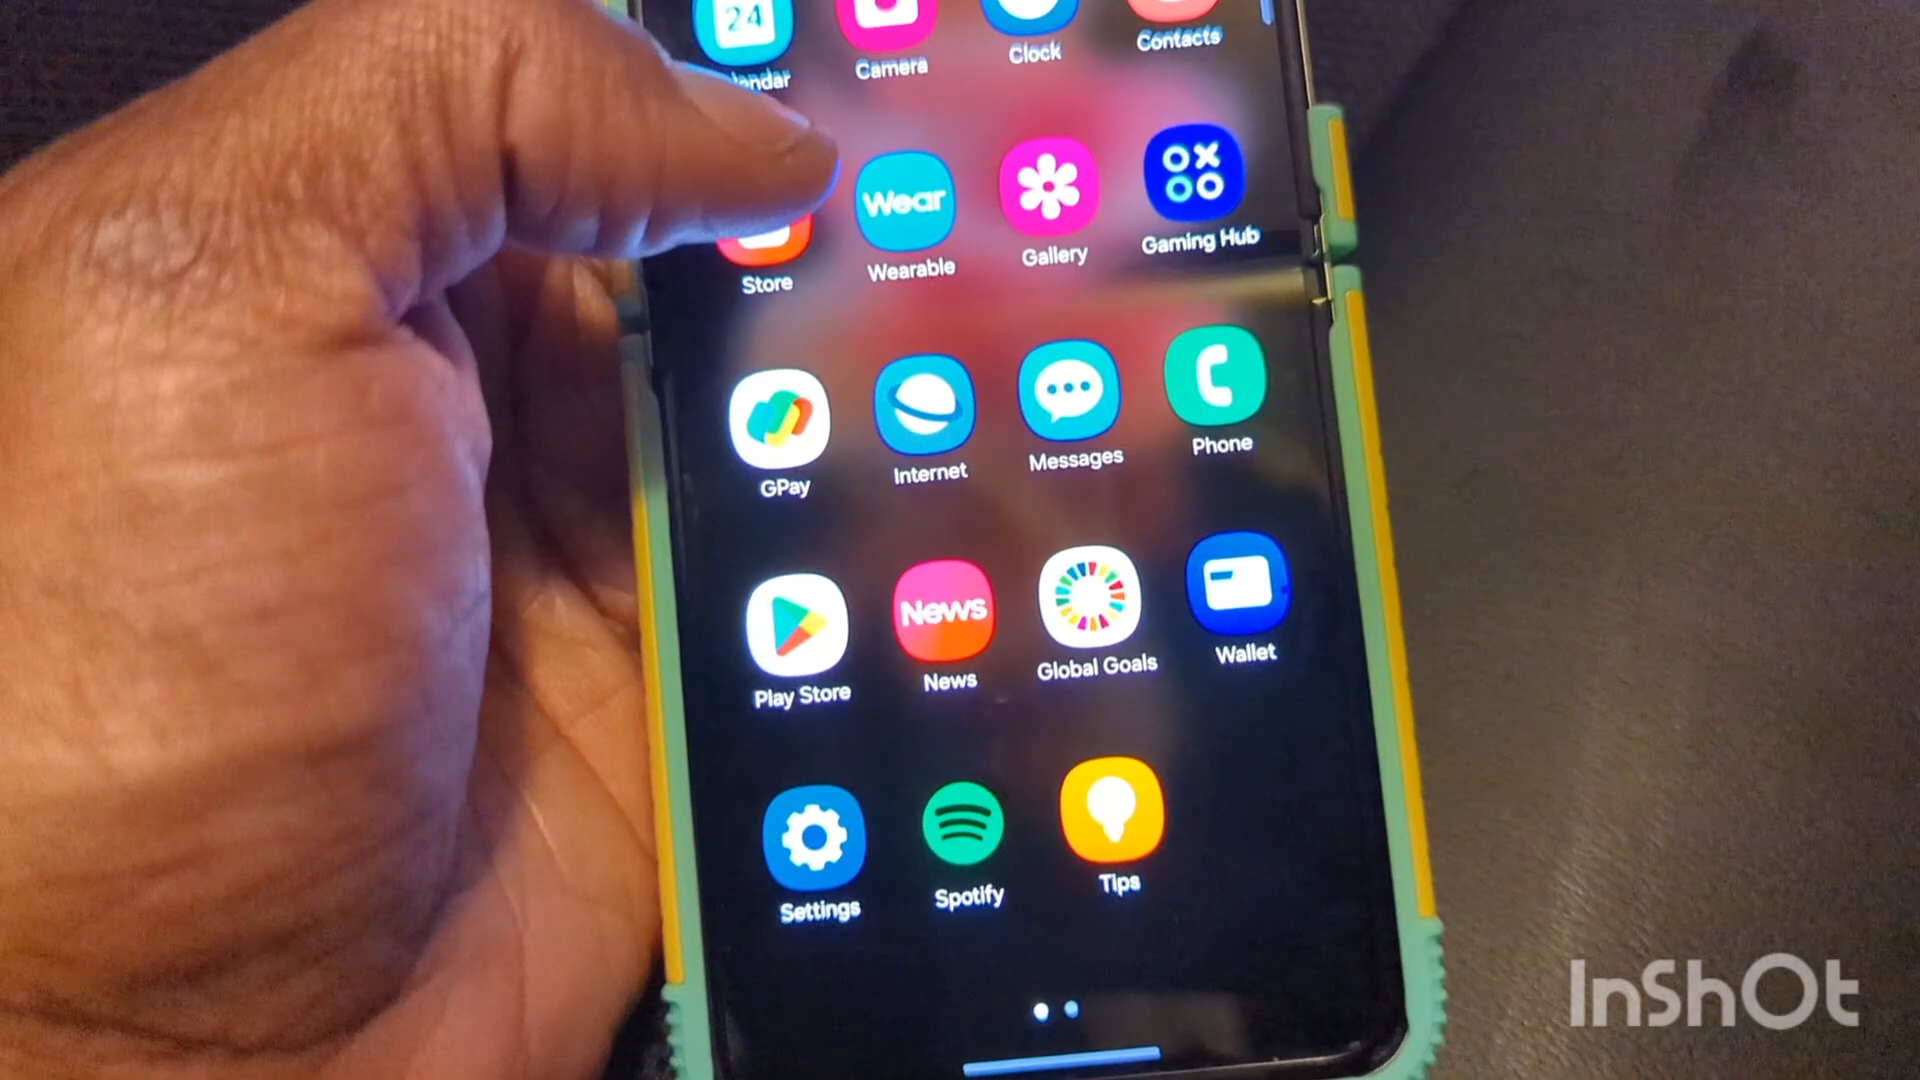 24
Camera
Clock
Contacts
Wear
Store
Wearable
Gallery
Gaming Hub
GPay
Internet
Messages
Phone
News
Play Store
News
Global Goals
Wallet
Settings
Spotify
Tips
InShOt